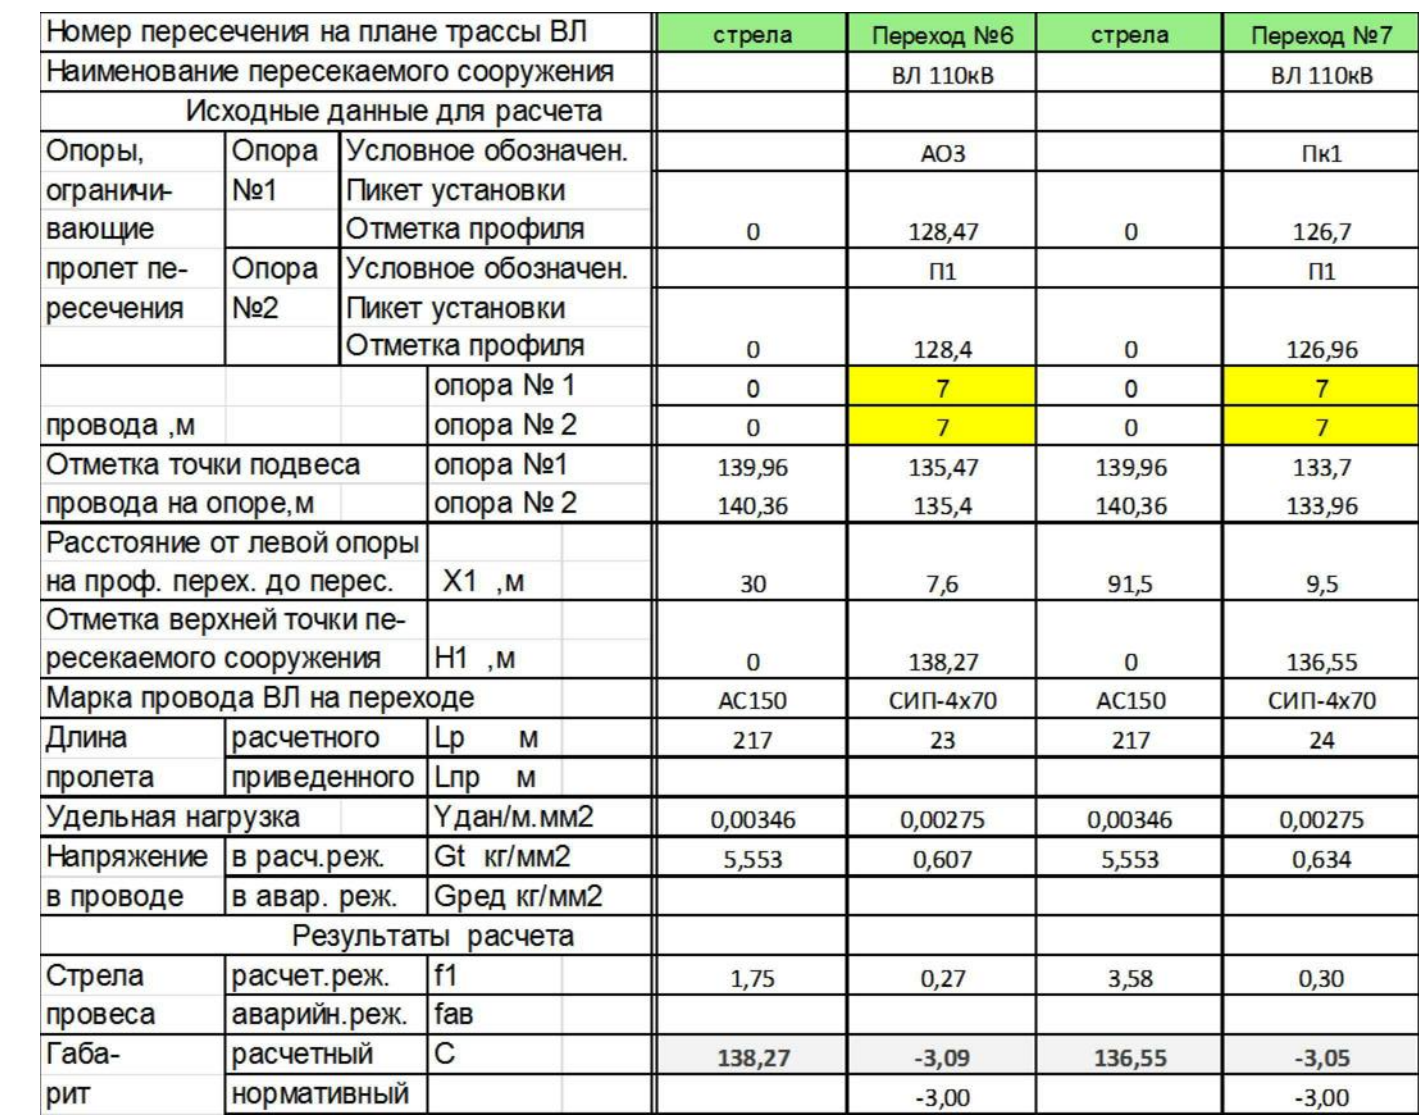 Номер пересечения на плане трассы ВЛ стрела Переход №6 стрела Переход №7
Наименование пересекаемого сооружения ВЛ 110кВ ВЛ 110кВ
Исходные данные для расчета
Опоры, Опора Условное обозначен. АО3 Пк1
ограничи- №1 Пикет установки
вающие Отметка профиля 0 128,47 0 126,7
пролет пе- Опора Условное обозначен. П1 П1
ресечения №2 Пикет установки
Отметка профиля 0 128,4 0 126,96
опора № 1 0 7 0 7
провода ,м опора № 2 0 7 0 7
Отметка точки подвеса опора №1 139,96 135,47 139,96 133,7
провода на опоре,м опора № 2 140,36 135,4 140,36 133,96
Расстояние от левой опоры
на проф. перех. до перес. X1 ,м 30 7,6 91,5 9,5
Отметка верхней точки пе-
ресекаемого сооружения H1 ,м 0 138,27 0 136,55
Марка провода ВЛ на переходе АС150 СИП-4х70 АС150 СИП-4х70
Длина расчетного Lр м 217 23 217 24
пролета приведенного Lпр м
Удельная нагрузка Yдан/м.мм2 0,00346 0,00275 0,00346 0,00275
Напряжение в расч.реж. Gt кг/мм2 5,553 0,607 5,553 0,634
в проводе в авар. реж. Gред кг/мм2
Результаты расчета
Стрела расчет.реж. f1 1,75 0,27 3,58 0,30
провеса аварийн.реж. fав
Габа- расчетный С 138,27 -3,09 136,55 -3,05
рит нормативный -3,00 -3,00